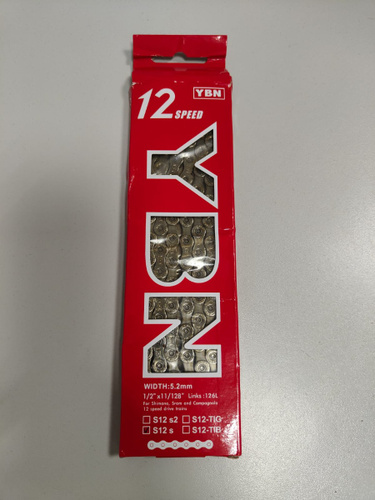 YBN
12 SPEED
YBN
WIDTH:5.2mm
1/2"x11/128" Links:126L
For Shimano, Sram and Campagnolo
12 speed drive trains
S12 s2 S12-TIG
S12 s S12-TIB